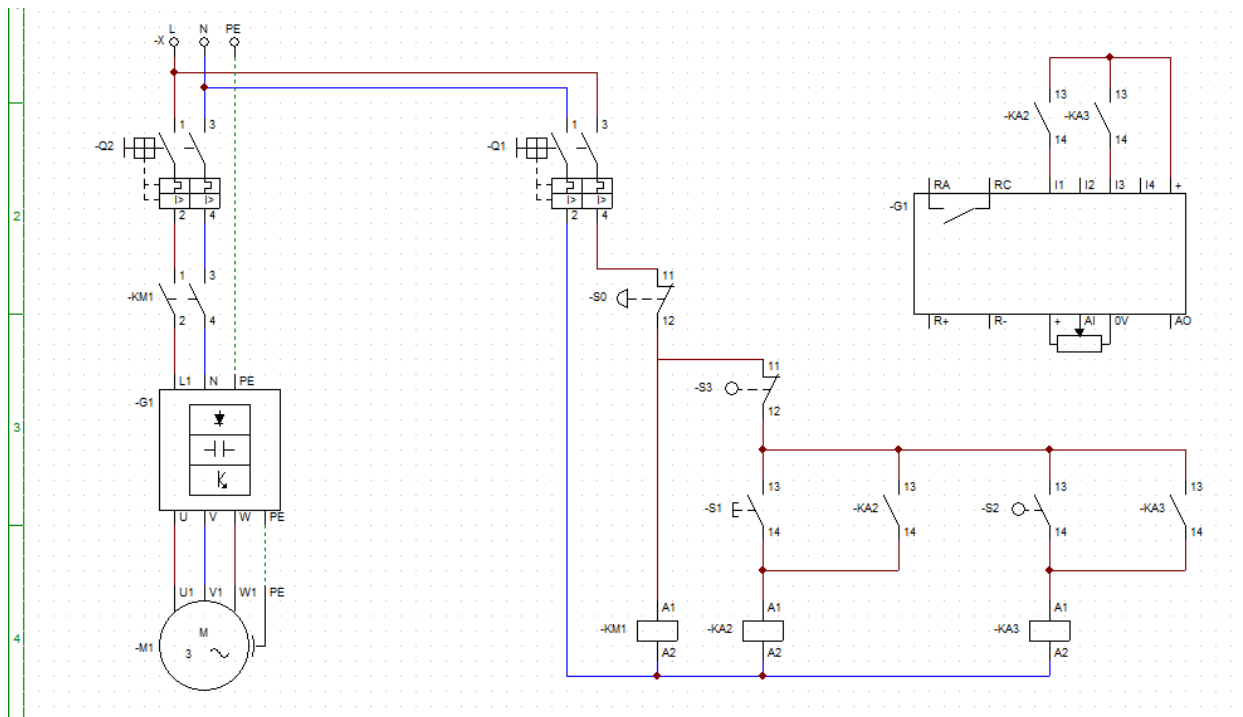 L N PE
-X
1 3
-Q2
I> I>
2 4
1 3
-Q1
I> I>
2 4
13 13
-KA2 -KA3
14 14
RA RC I1 I2 I3 I4 +
-G1
R+ R- + AI 0V AO
2
1 3
-KM1
2 4
11
-S0
12
L1 N PE
-G1
U V W PE
11
-S3
12
3
13 13 13 13
-S1 -KA2 -S2 -KA3
14 14 14 14
U1 V1 W1 PE
M
3
-M1
4
A1 A1 A1
-KM1 -KA2 -KA3
A2 A2 A2